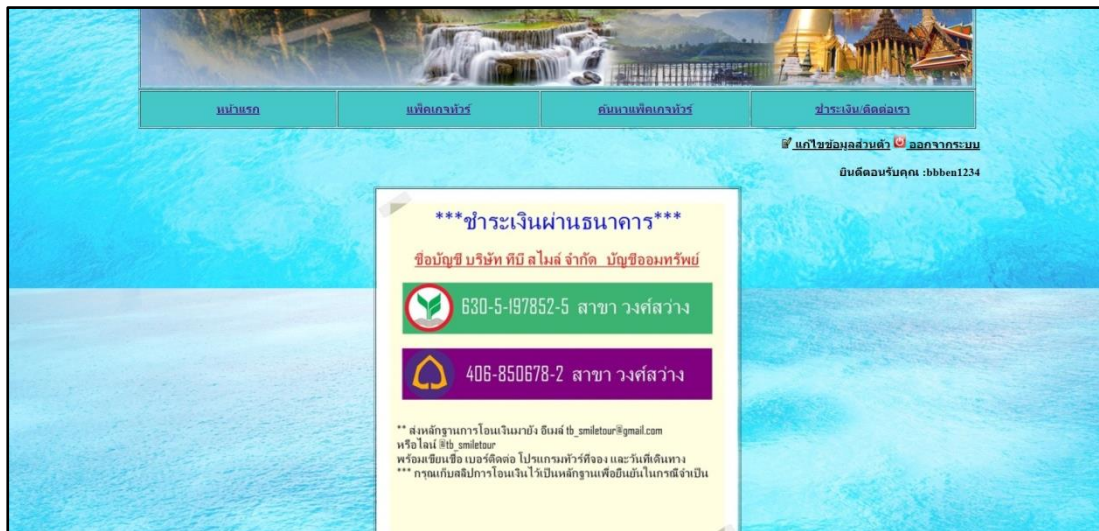 หน้าแรก แพ็คเกจทัวร์ ค้นหาแพ็คเกจทัวร์ ชำระเงิน/ติดต่อเรา
แก้ไขข้อมูลส่วนตัว ออกจากระบบ
ยินดีตอนรับคุณ :bbben1234
***ชำระเงินผ่านธนาคาร***
ชื่อบัญชี บริษัท ทีบี สไมล์ จำกัด บัญชีออมทรัพย์
630-5-197852-5 สาขา วงศ์สว่าง
406-850678-2 สาขา วงศ์สว่าง
** ส่งหลักฐานการโอนเงินมายัง อีเมล์ tb_smiletour@gmail.com
หรือไลน์ @tb_smiletour
พร้อมเขียนชื่อ เบอร์ติดต่อ โปรแกรมทัวร์ที่จอง และวันที่เดินทาง
*** กรุณเก็บสลิปการโอนเงินไว้เป็นหลักฐานเพื่อยืนยันในกรณีจำเป็น